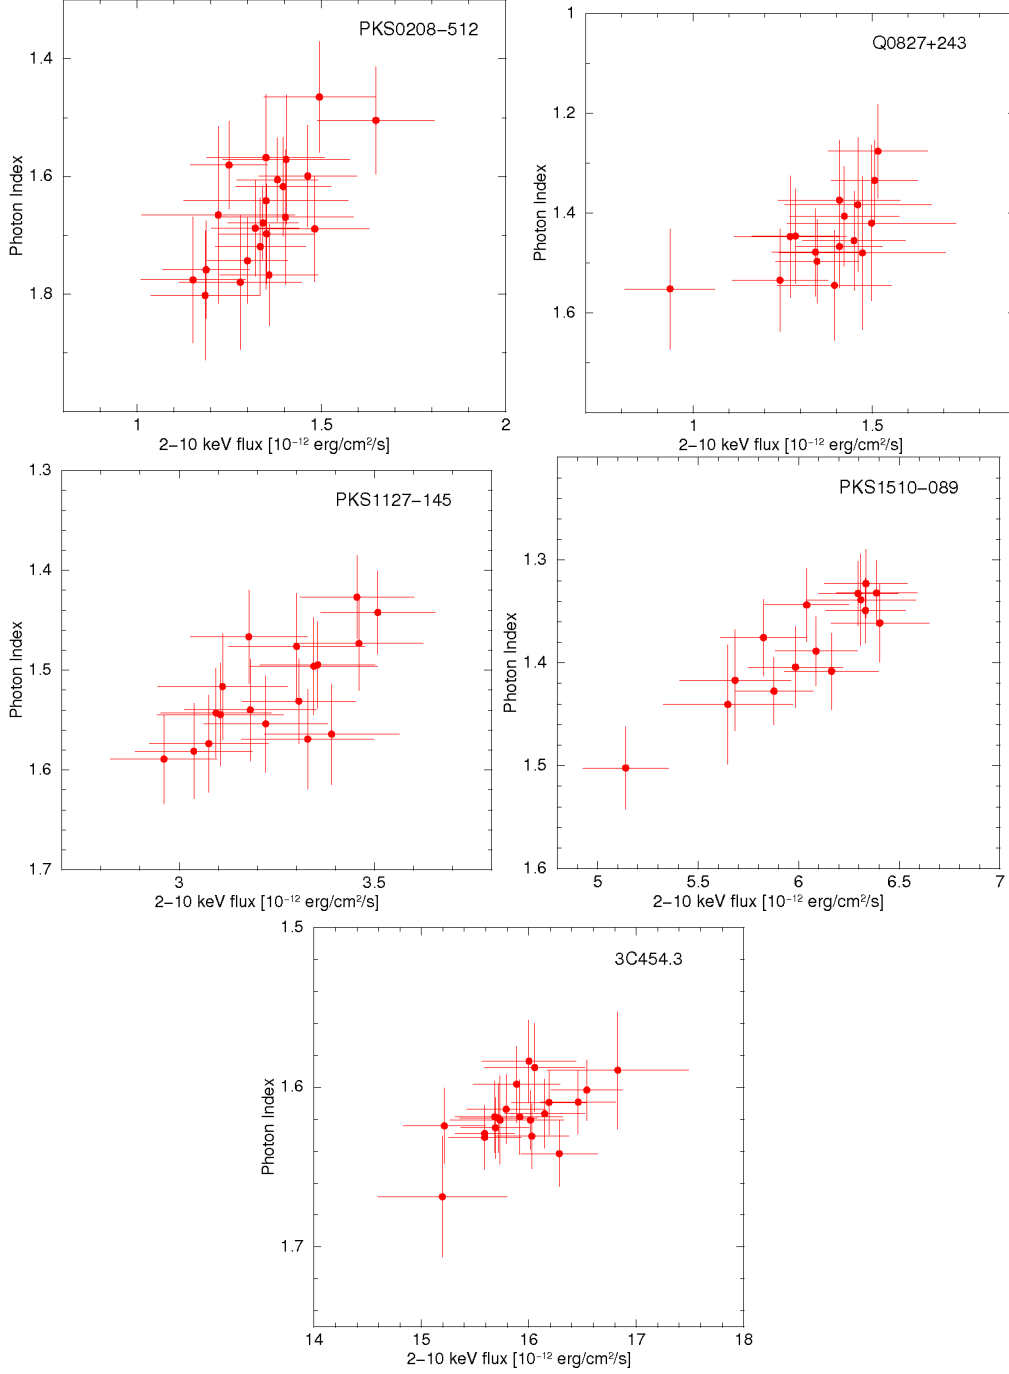 PKS0208−512
1.4
1.6
1.8
Photon Index
1
1.5
2
2−10 keV flux [10⁻¹² erg/cm²/s]
Q0827+243
1
1.2
1.4
1.6
Photon Index
1
1.5
2−10 keV flux [10⁻¹² erg/cm²/s]
PKS1127−145
1.3
1.4
1.5
1.6
1.7
Photon Index
3
3.5
2−10 keV flux [10⁻¹² erg/cm²/s]
PKS1510−089
1.3
1.4
1.5
1.6
Photon Index
5
5.5
6
6.5
7
2−10 keV flux [10⁻¹² erg/cm²/s]
3C454.3
1.5
1.6
1.7
Photon Index
14
15
16
17
18
2−10 keV flux [10⁻¹² erg/cm²/s]